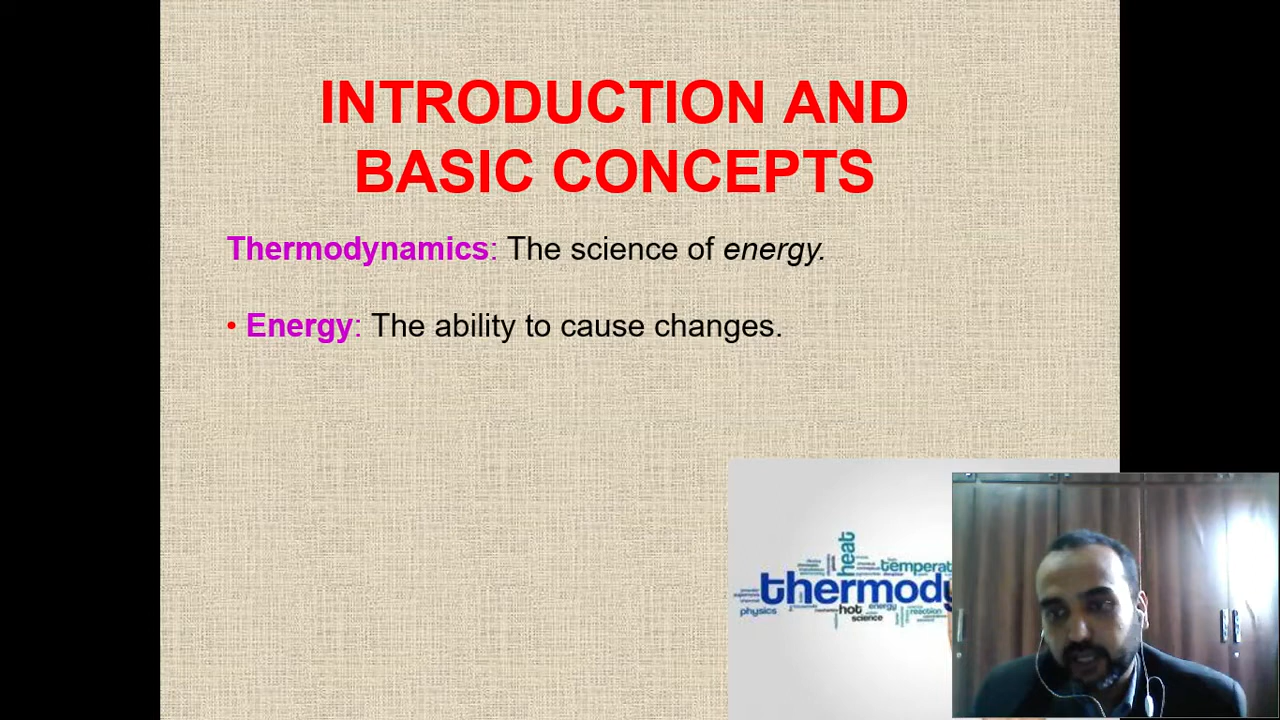 INTRODUCTION AND
BASIC CONCEPTS
Thermodynamics: The science of energy.
• Energy: The ability to cause changes.
heat
temperat
thermody
physics
hot
energy
reaction
science